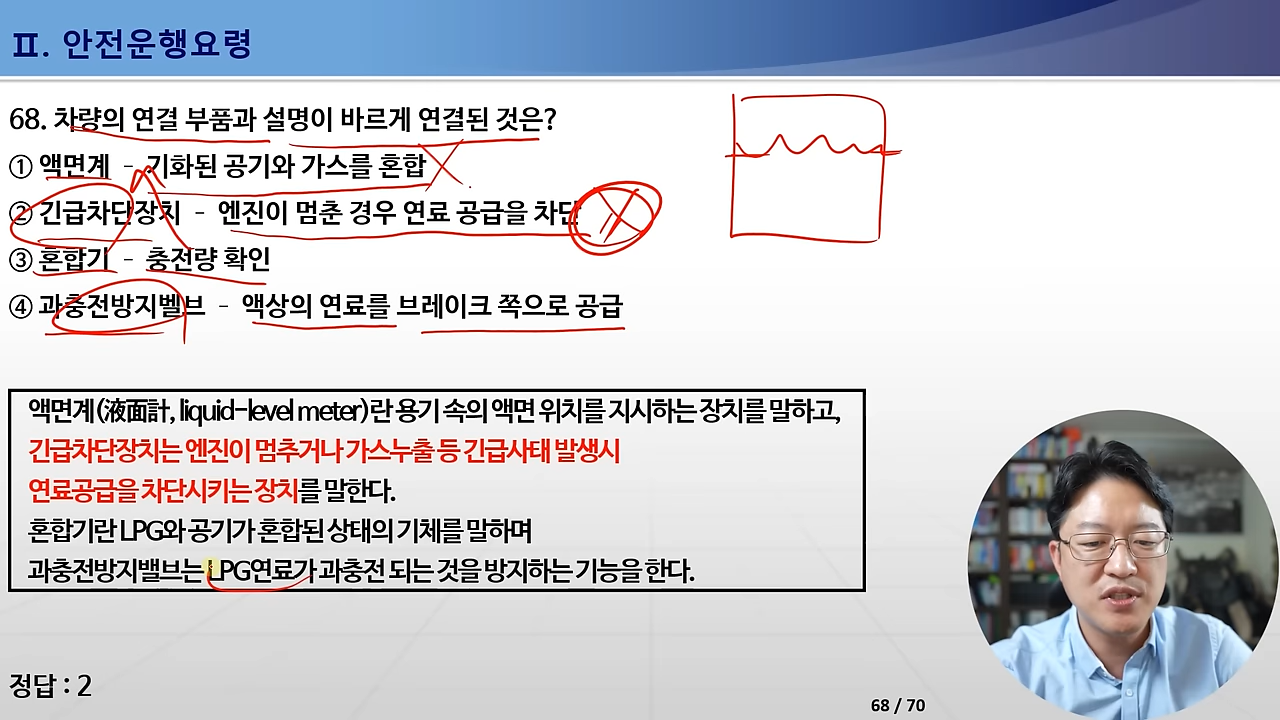 Ⅱ. 안전운행요령
68. 차량의 연결 부품과 설명이 바르게 연결된 것은?
① 액면계 - 기화된 공기와 가스를 혼합
② 긴급차단장치 - 엔진이 멈춘 경우 연료 공급을 차단
③ 혼합기 - 충전량 확인
④ 과충전방지벨브 - 액상의 연료를 브레이크 쪽으로 공급
액면계(液面計, liquid-level meter)란 용기 속의 액면 위치를 지시하는 장치를 말하고,
긴급차단장치는 엔진이 멈추거나 가스누출 등 긴급사태 발생시
연료공급을 차단시키는 장치를 말한다.
혼합기란 LPG와 공기가 혼합된 상태의 기체를 말하며
과충전방지밸브는 LPG연료가 과충전 되는 것을 방지하는 기능을 한다.
정답 : 2
68 / 70